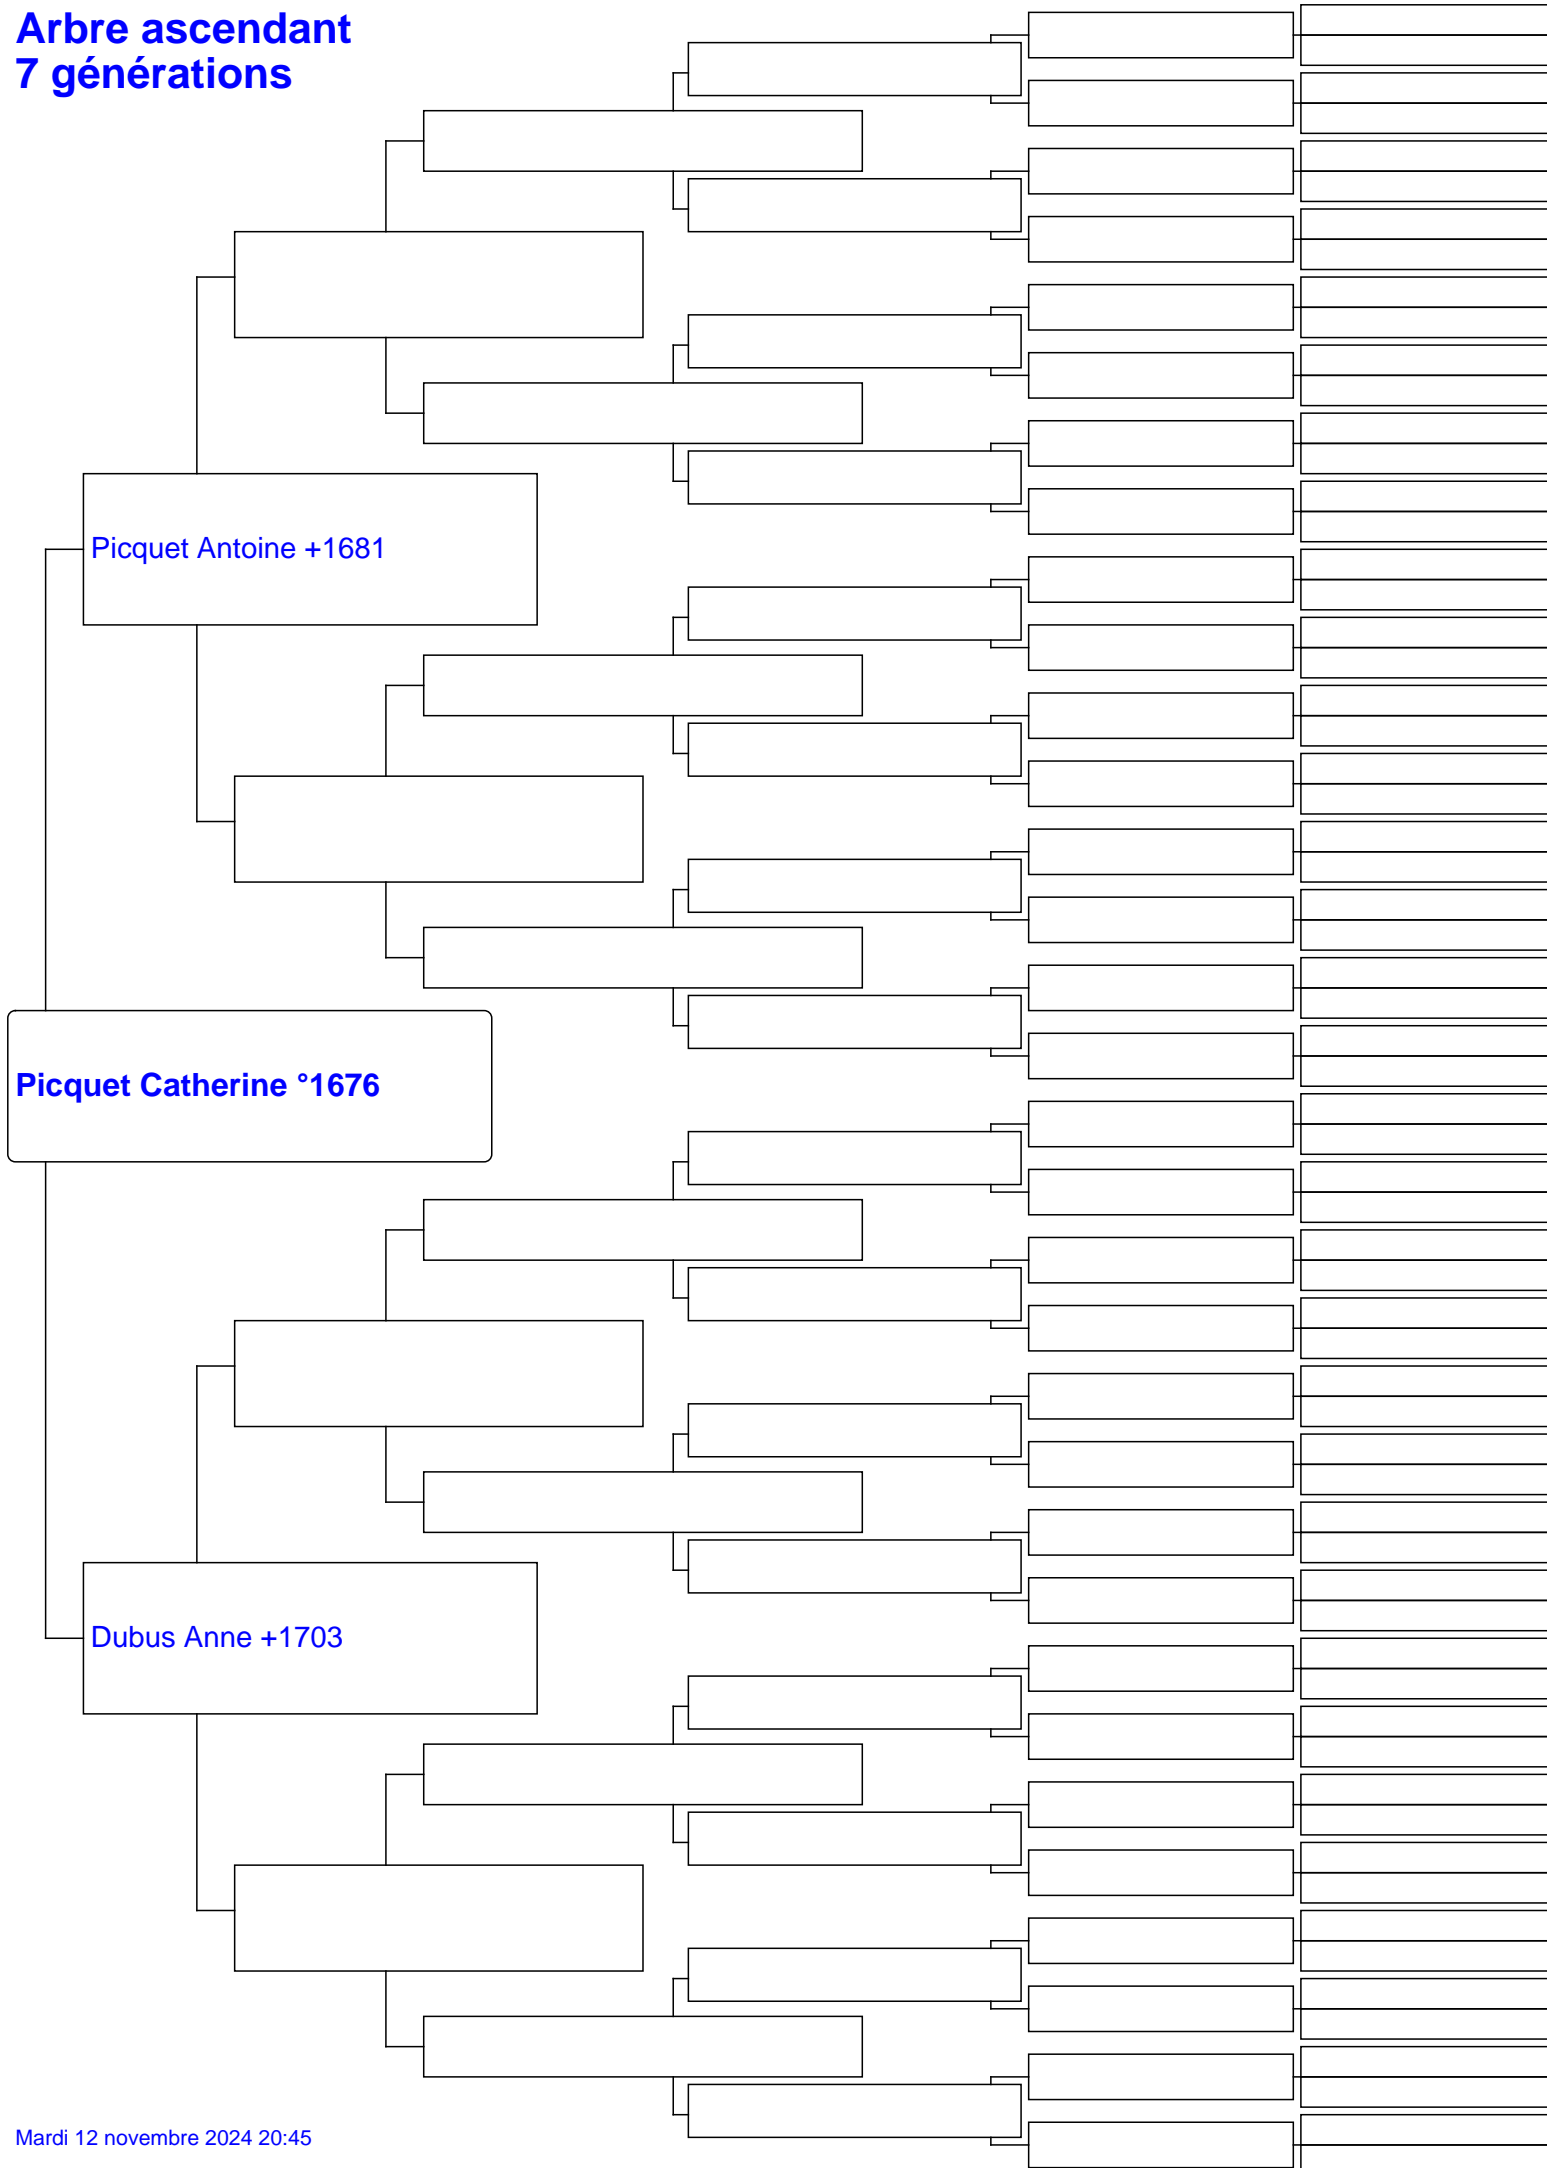 Arbre ascendant
7 générations
Picquet Antoine +1681
Picquet Catherine °1676
Dubus Anne +1703
Mardi 12 novembre 2024 20:45